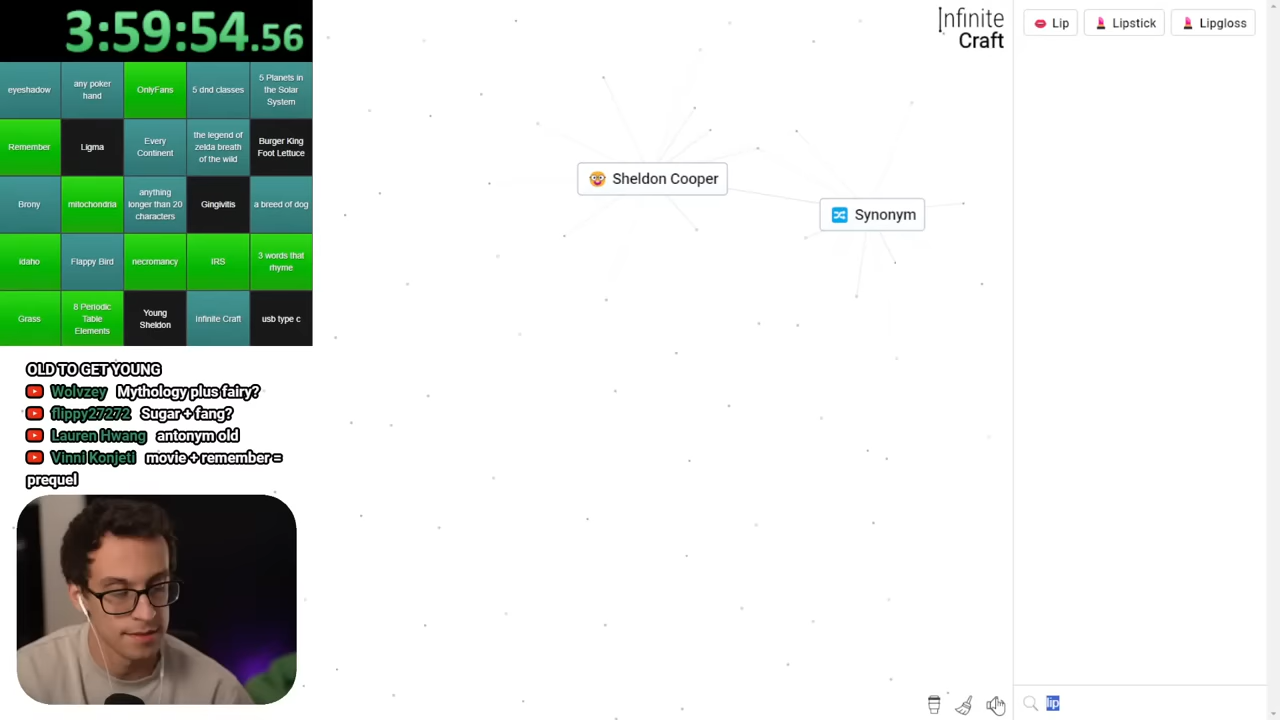 3:59:54.56
eyeshadow
any poker
hand
OnlyFans
5 dnd classes
5 Planets in
the Solar
System
Remember
Ligma
Every
Continent
the legend of
zelda breath
of the wild
Burger King
Foot Lettuce
Brony
mitochondria
anything
longer than 20
characters
Gingivitis
a breed of dog
idaho
Flappy Bird
necromancy
IRS
3 words that
rhyme
Grass
8 Periodic
Table
Elements
Young
Sheldon
Infinite Craft
usb type c
OLD TO GET YOUNG
Wolvzey Mythology plus fairy?
flippy27272 Sugar + fang?
Lauren Hwang antonym old
Vinni Konjeti movie + remember =
prequel
Sheldon Cooper
Synonym
Infinite
Craft
Lip
Lipstick
Lipgloss
lip